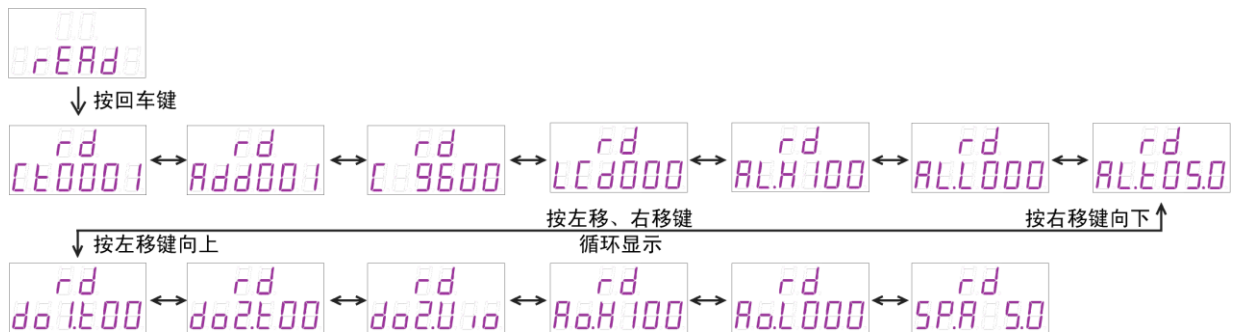 0.0.
rEAd
按回车键
rd rd rd rd rd rd rd
Ct0001 Add001 C 9600 LCd000 AL.H100 AL.L000 AL.t05.0
按左移、右移键 按右移键向下
按左移键向上 循环显示
rd rd rd rd rd rd
do1.t00 do2.t00 do2.U io Ao.H100 Ao.L000 SP.A 5.0